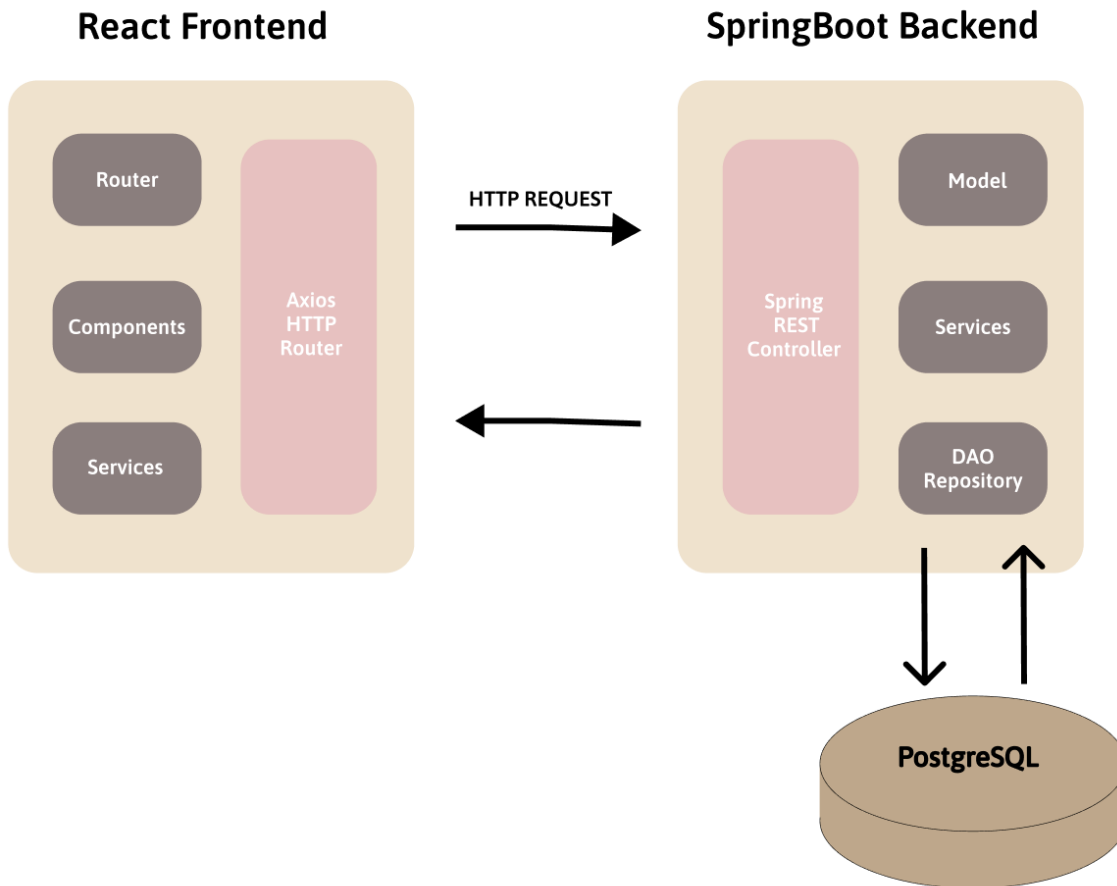 React Frontend
SpringBoot Backend
Router
Components
Services
Axios
HTTP
Router
HTTP REQUEST
Spring
REST
Controller
Model
Services
DAO
Repository
PostgreSQL